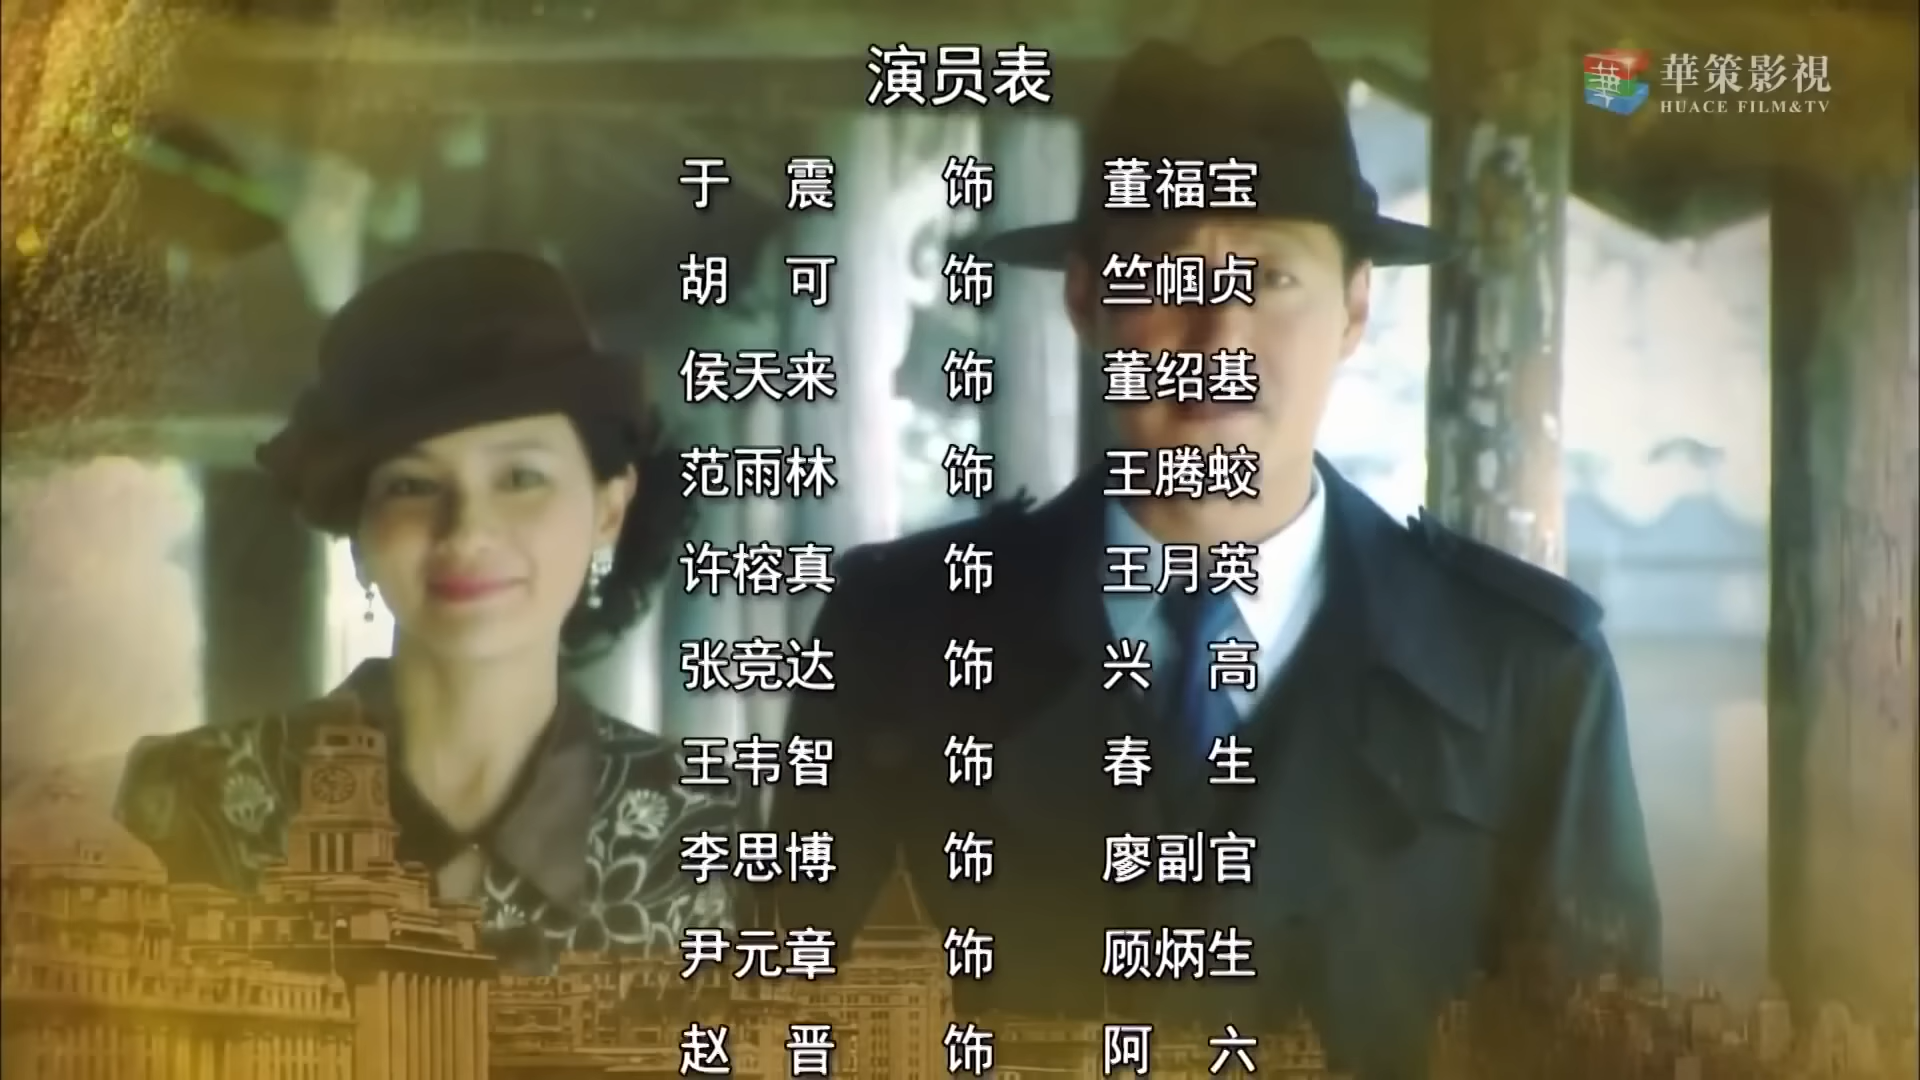 演员表
華
華策影視
HUACE FILM&TV
于 震 饰 董福宝
胡 可 饰 竺帼贞
侯天来 饰 董绍基
范雨林 饰 王腾蛟
许榕真 饰 王月英
张竞达 饰 兴 高
王韦智 饰 春 生
李思博 饰 廖副官
尹元章 饰 顾炳生
赵 晋 饰 阿 六